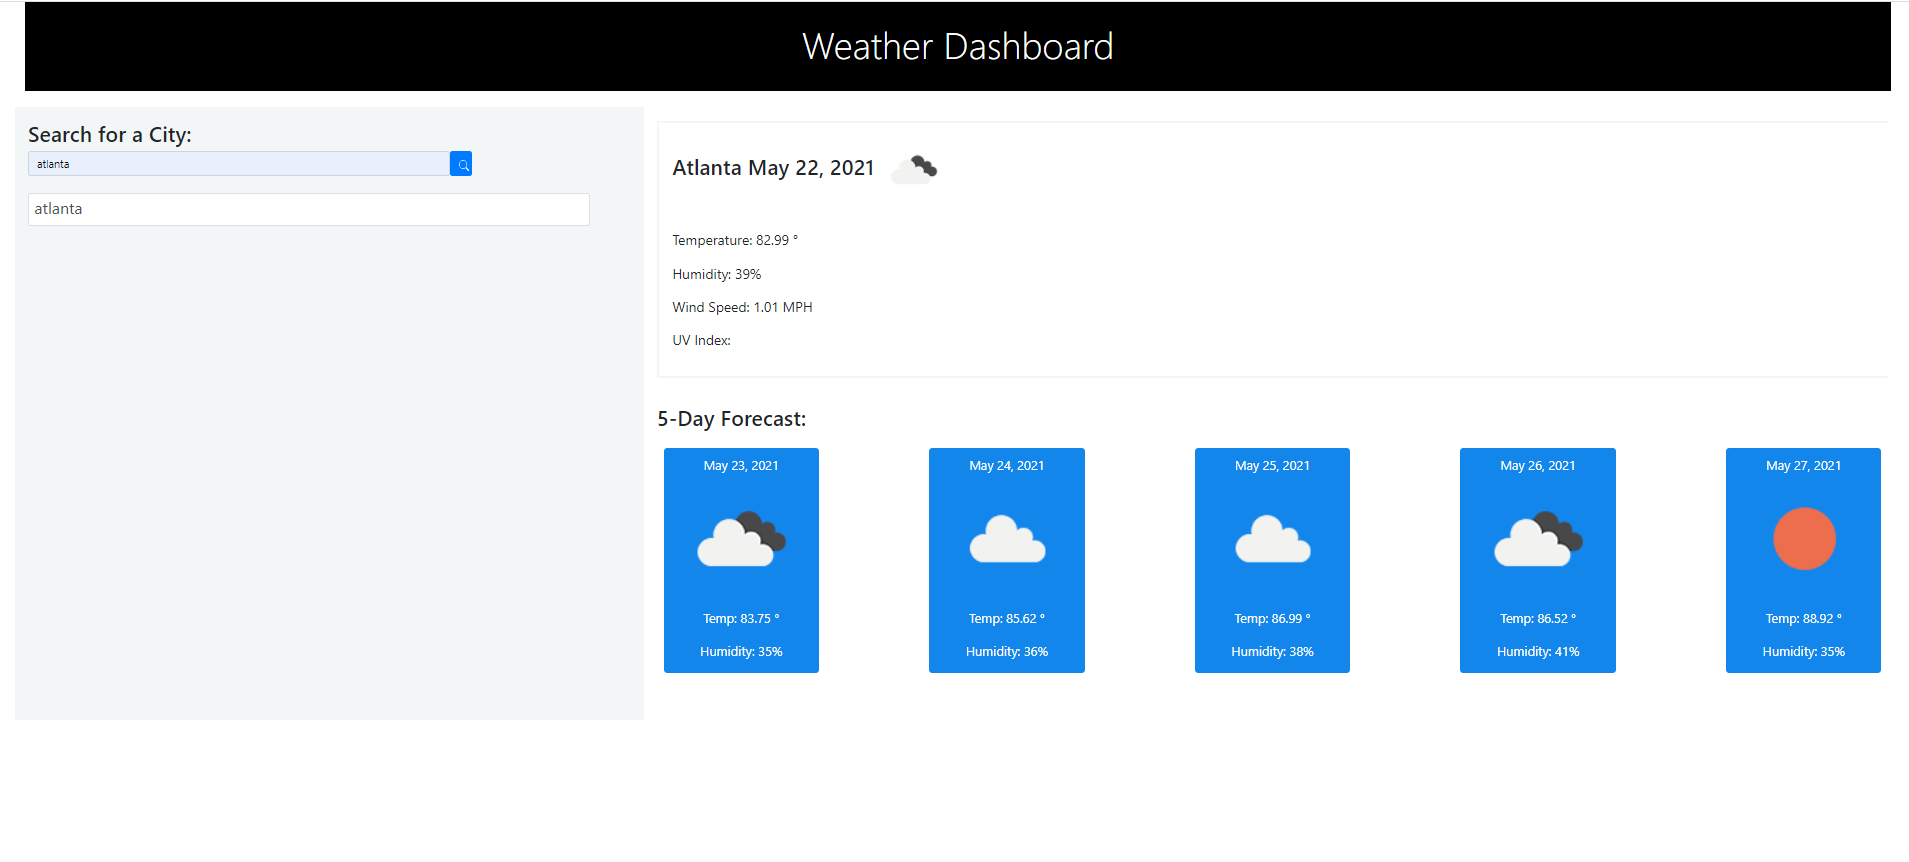 Weather Dashboard
Search for a City:
atlanta
atlanta
Atlanta May 22, 2021
Temperature: 82.99 °
Humidity: 39%
Wind Speed: 1.01 MPH
UV Index:
5-Day Forecast:
May 23, 2021
Temp: 83.75 °
Humidity: 35%
May 24, 2021
Temp: 85.62 °
Humidity: 36%
May 25, 2021
Temp: 86.99 °
Humidity: 38%
May 26, 2021
Temp: 86.52 °
Humidity: 41%
May 27, 2021
Temp: 88.92 °
Humidity: 35%